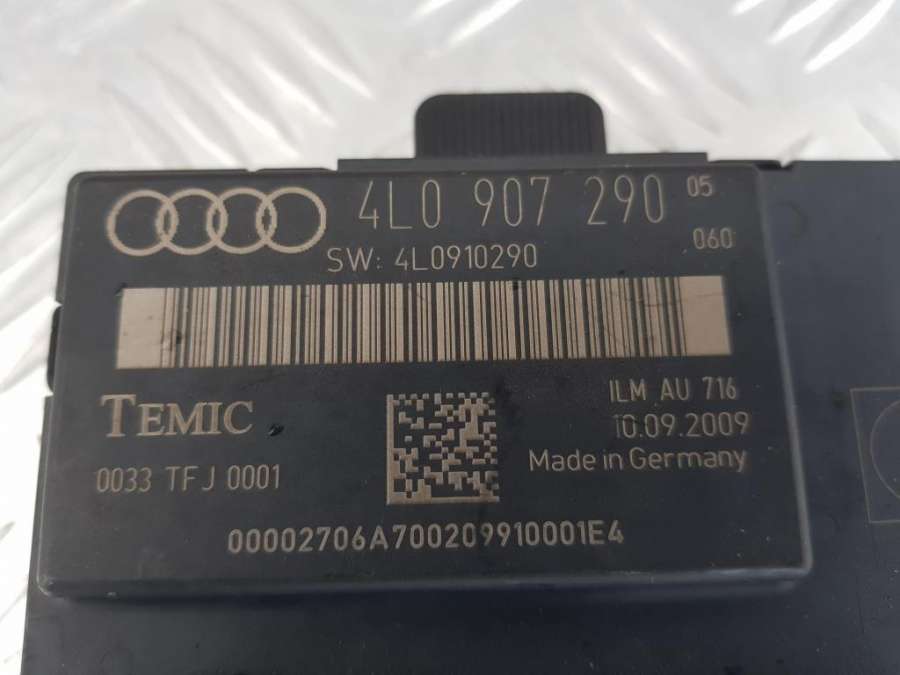 4L0 907 290 05
060
SW: 4L0910290
TEMIC
ILM AU 716
10.09.2009
0033 TFJ 0001
Made in Germany
00002706A700209910001E4